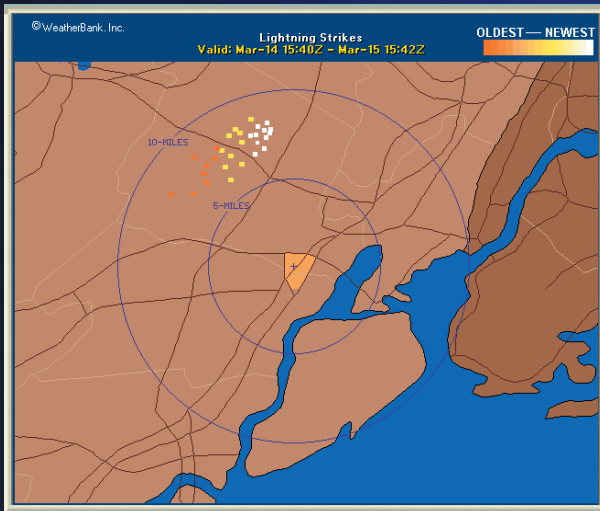 ©WeatherBank, Inc.
Lightning Strikes
Valid: Mar-14 15:40Z - Mar-15 15:42Z
OLDEST — NEWEST
10-MILES
5-MILES